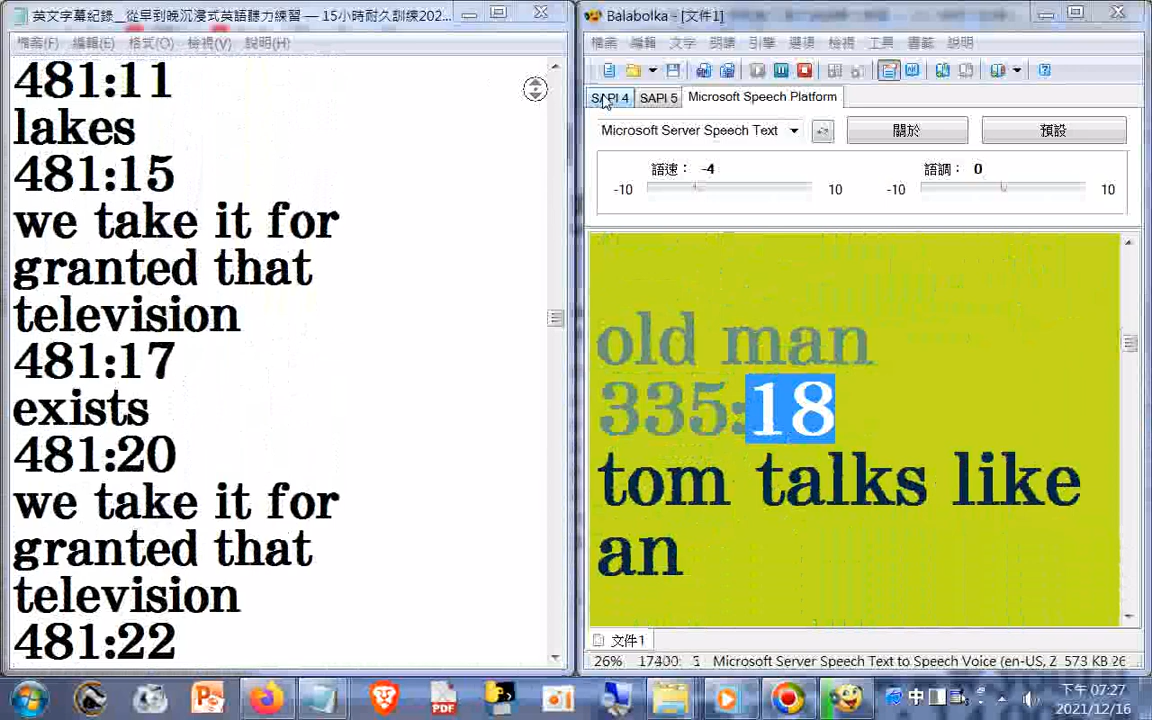 英文字幕紀錄__從早到晚沉浸式英語聽力練習 — 15小時耐久訓練202...
檔案(F) 編輯(E) 格式(O) 檢視(V) 說明(H)
481:11
lakes
481:15
we take it for
granted that
television
481:17
exists
481:20
we take it for
granted that
television
481:22
Balabolka - [文件1]
檔案 編輯 文字 朗讀 引擎 選項 檢視 工具 書籤 說明
SAPI 4 SAPI 5 Microsoft Speech Platform
Microsoft Server Speech Text 關於 預設
語速: -4 語調: 0
-10 10 -10 10
old man
335:18
tom talks like
an
文件1
26% 17400: Microsoft Server Speech Text to Speech Voice (en-US, Z 573 KB 26
中 下午 07:27
2021/12/16